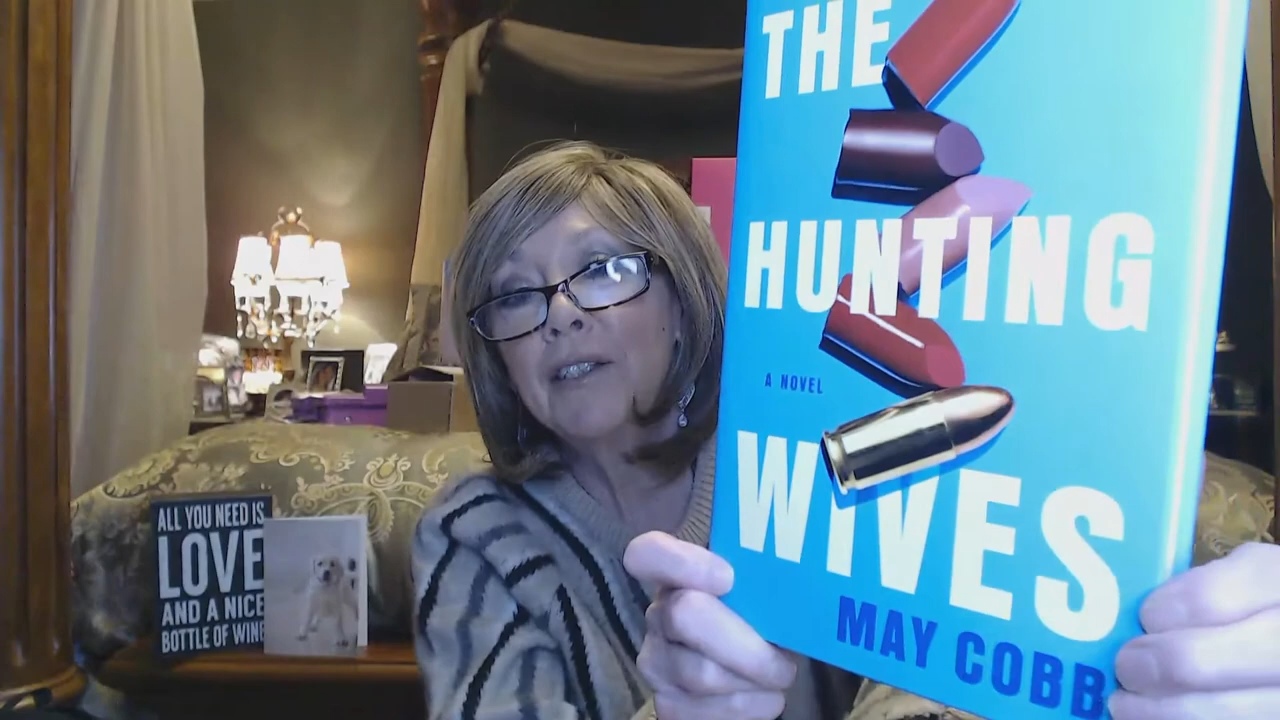 THE
HUNTING
A NOVEL
WIVES
MAY COBB
ALL YOU NEED IS
LOVE
AND A NICE
BOTTLE OF WINE